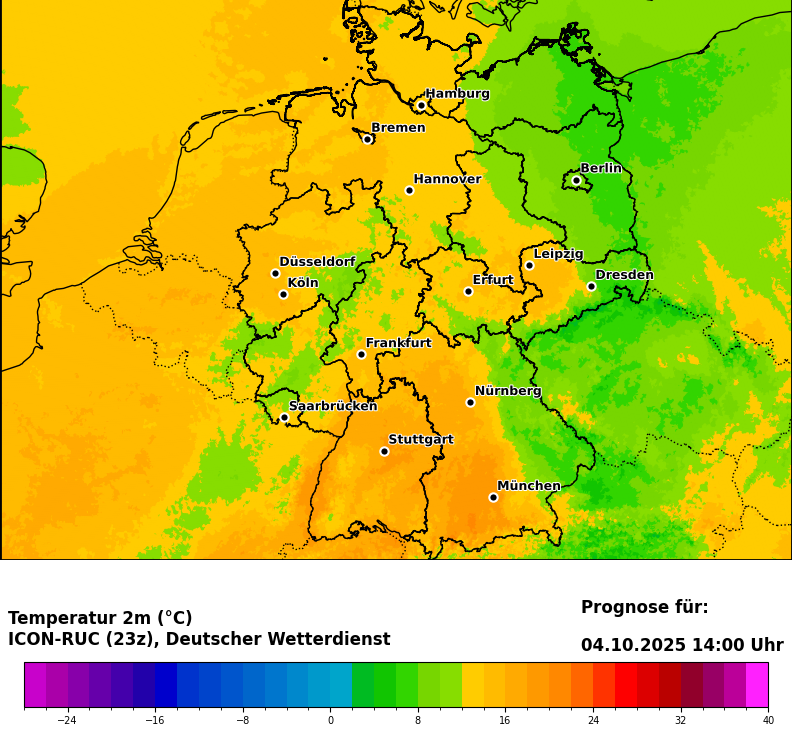 Hamburg
Bremen
Berlin
Hannover
Leipzig
Düsseldorf
Dresden
Erfurt
Köln
Frankfurt
Nürnberg
Saarbrücken
Stuttgart
München
Temperatur 2m (°C)
ICON-RUC (23z), Deutscher Wetterdienst
Prognose für:
04.10.2025 14:00 Uhr
−24 −16 −8 0 8 16 24 32 40